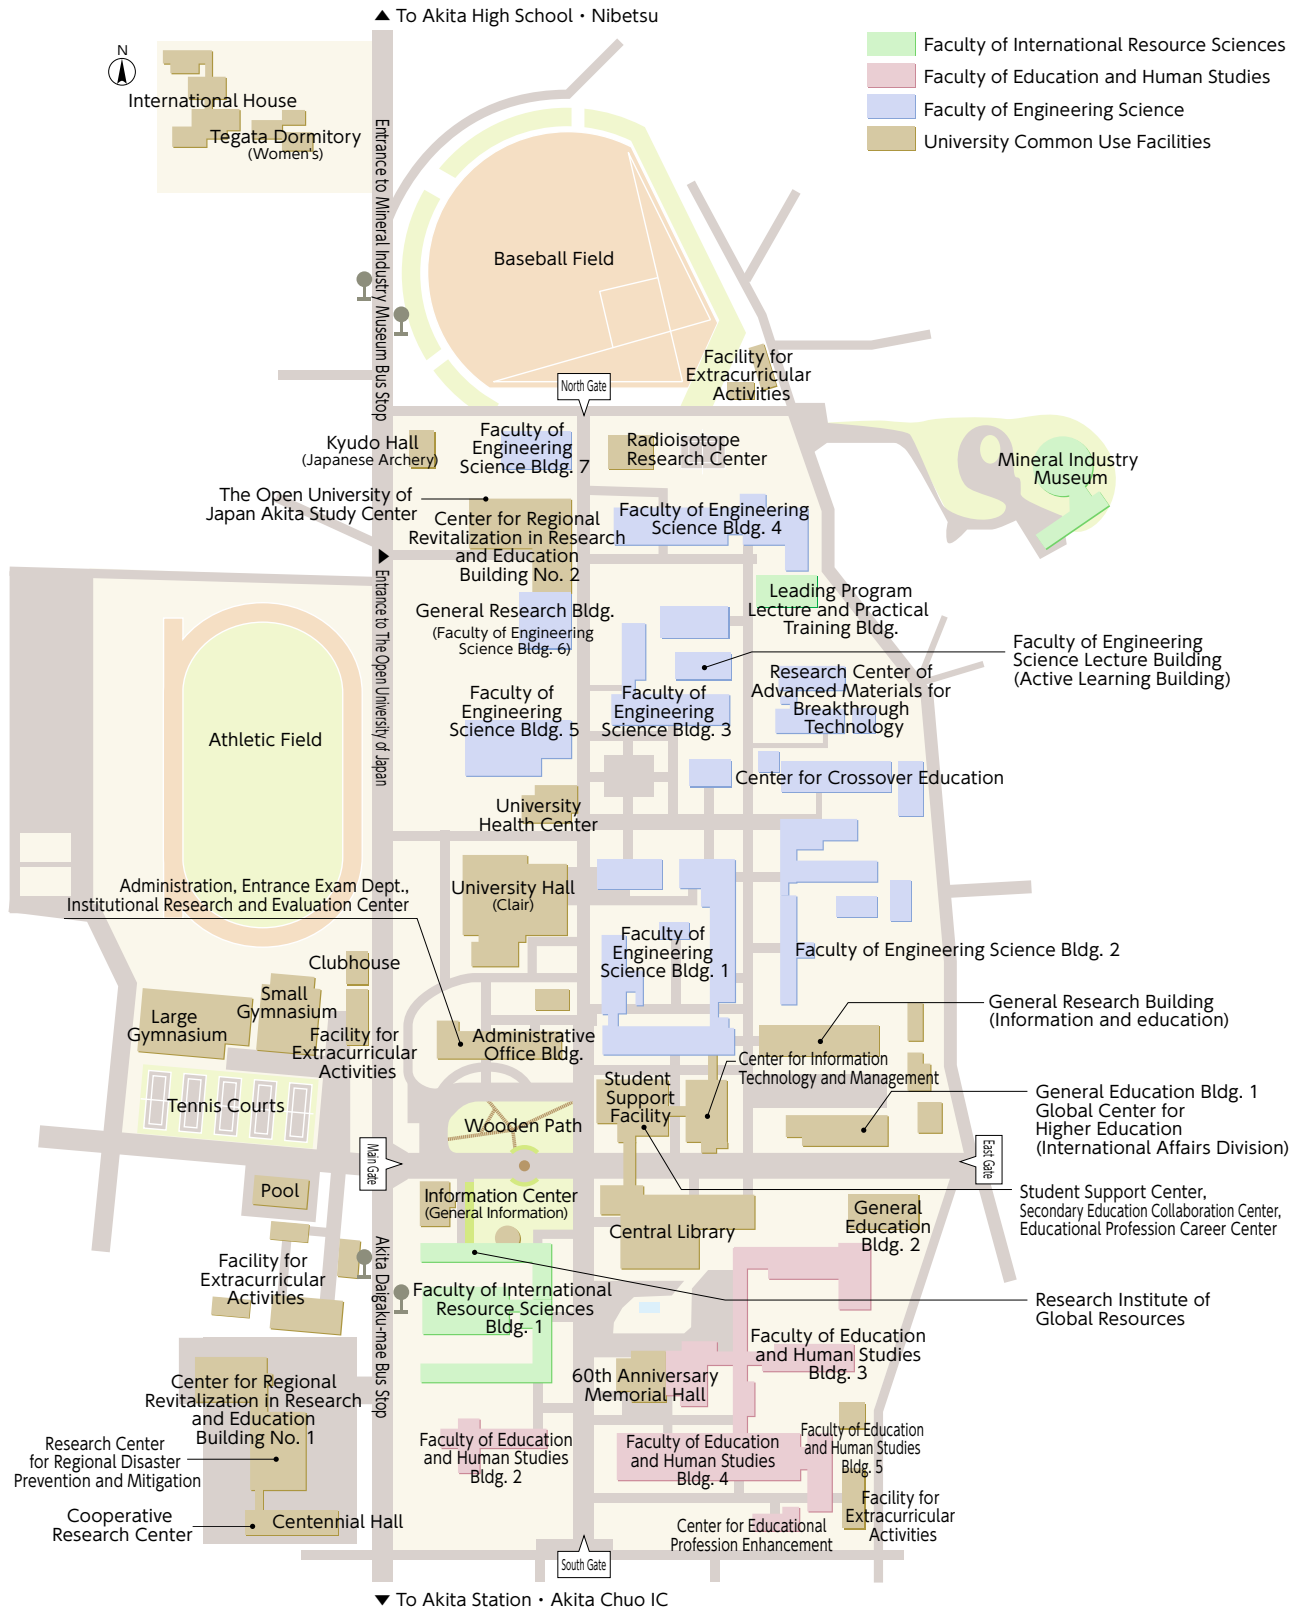 ▲ To Akita High School・Nibetsu
N
Faculty of International Resource Sciences
Faculty of Education and Human Studies
Faculty of Engineering Science
University Common Use Facilities
International House
Tegata Dormitory
(Women's)
Entrance to Mineral Industry Museum Bus Stop
Baseball Field
Facility for
Extracurricular
Activities
North Gate
Kyudo Hall
(Japanese Archery)
Faculty of
Engineering
Science Bldg. 7
Radioisotope
Research Center
Mineral Industry
Museum
The Open University of
Japan Akita Study Center
Center for Regional
Revitalization in Research
and Education
Building No. 2
Faculty of Engineering
Science Bldg. 4
▶ Entrance to The Open University of Japan
General Research Bldg.
(Faculty of Engineering
Science Bldg. 6)
Leading Program
Lecture and Practical
Training Bldg.
Faculty of Engineering
Science Lecture Building
(Active Learning Building)
Research Center of
Advanced Materials for
Breakthrough
Technology
Faculty of
Engineering
Science Bldg. 5
Faculty of
Engineering
Science Bldg. 3
Athletic Field
Center for Crossover Education
University
Health Center
Administration, Entrance Exam Dept.,
Institutional Research and Evaluation Center
University Hall
(Clair)
Faculty of
Engineering
Science Bldg. 1
Faculty of Engineering Science Bldg. 2
Clubhouse
Small
Gymnasium
Large
Gymnasium
Facility for
Extracurricular
Activities
Administrative
Office Bldg.
General Research Building
(Information and education)
Center for Information
Technology and Management
Student
Support
Facility
Tennis Courts
Wooden Path
General Education Bldg. 1
Global Center for
Higher Education
(International Affairs Division)
Main Gate
East Gate
Pool
Information Center
(General Information)
Central Library
General
Education
Bldg. 2
Student Support Center,
Secondary Education Collaboration Center,
Educational Profession Career Center
Facility for
Extracurricular
Activities
Akita Daigaku-mae Bus Stop
Faculty of International
Resource Sciences
Bldg. 1
Research Institute of
Global Resources
Faculty of Education
and Human Studies
Bldg. 3
60th Anniversary
Memorial Hall
Center for Regional
Revitalization in Research
and Education
Building No. 1
Research Center
for Regional Disaster
Prevention and Mitigation
Faculty of Education
and Human Studies
Bldg. 2
Faculty of Education
and Human Studies
Bldg. 4
Faculty of Education
and Human Studies
Bldg. 5
Cooperative
Research Center
Centennial Hall
Center for Educational
Profession Enhancement
Facility for
Extracurricular
Activities
South Gate
▼ To Akita Station・Akita Chuo IC